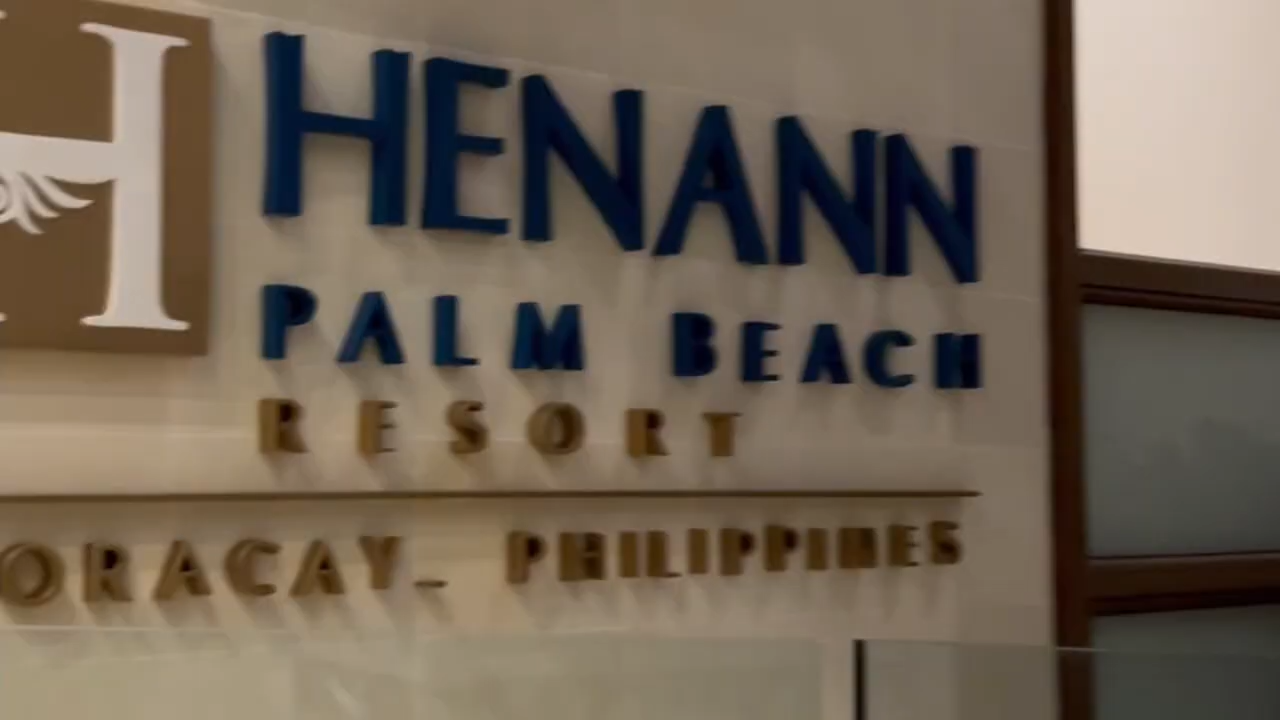 H
HENANN
PALM BEACH
RESORT
ORACAY, PHILIPPINES